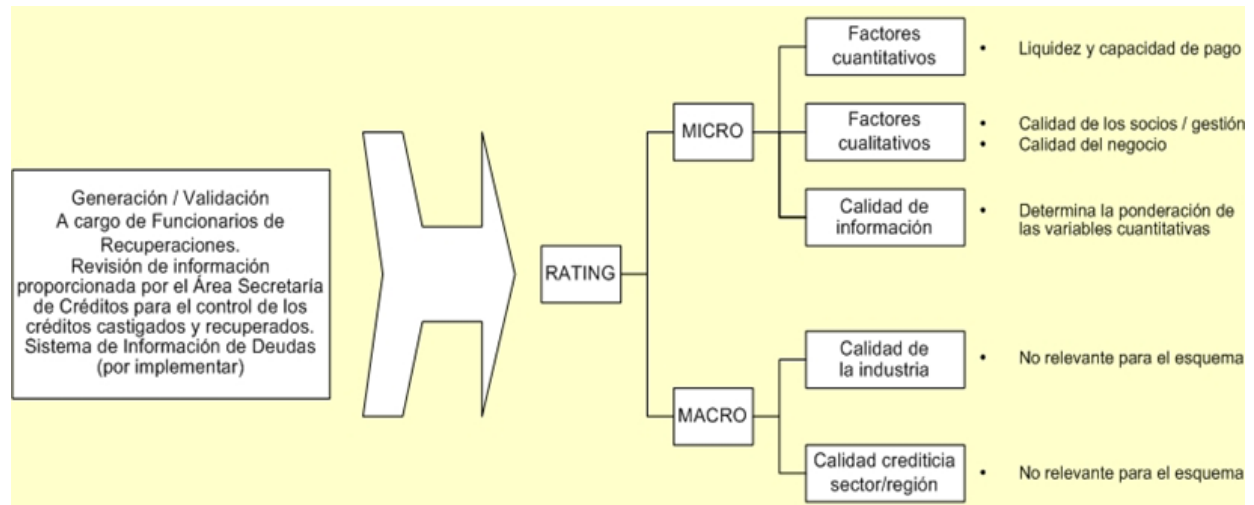 Generación / Validación
A cargo de Funcionarios de
Recuperaciones.
Revisión de información
proporcionada por el Área Secretaría
de Créditos para el control de los
créditos castigados y recuperados.
Sistema de Información de Deudas
(por implementar)
RATING
MICRO
Factores
cuantitativos
• Liquidez y capacidad de pago
Factores
cualitativos
• Calidad de los socios / gestión
• Calidad del negocio
Calidad de
información
• Determina la ponderación de
las variables cuantitativas
MACRO
Calidad de
la industria
• No relevante para el esquema
Calidad crediticia
sector/región
• No relevante para el esquema